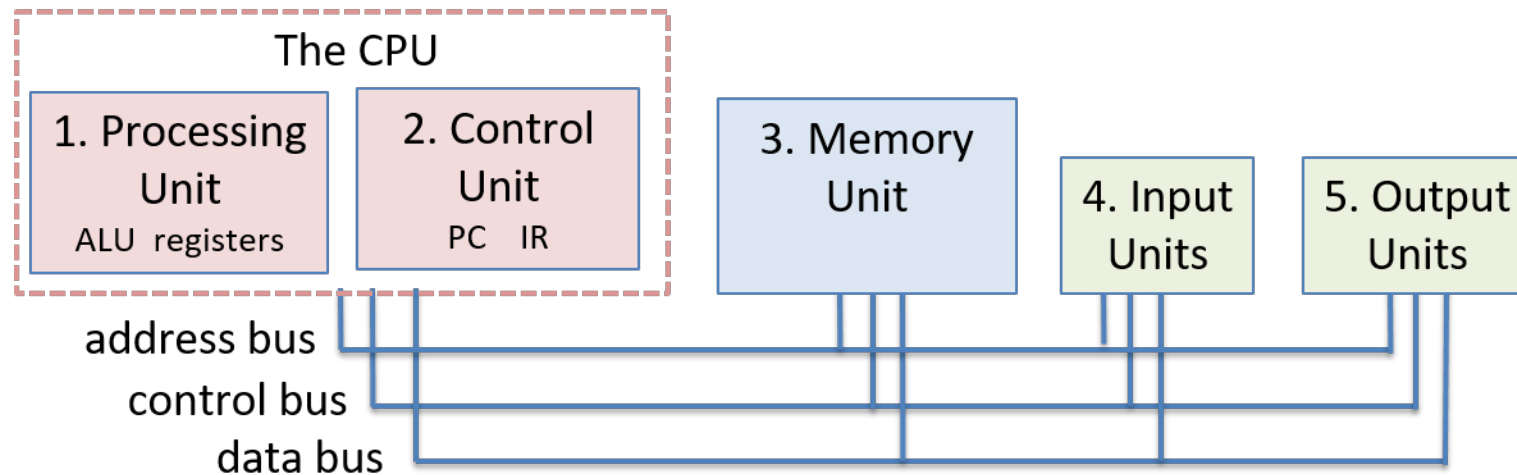 The CPU
1. Processing
Unit
ALU registers
2. Control
Unit
PC IR
3. Memory
Unit
4. Input
Units
5. Output
Units
address bus
control bus
data bus